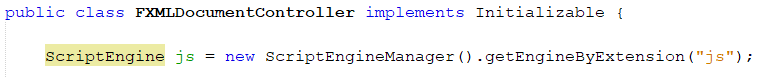 public class FXMLDocumentController implements Initializable {
ScriptEngine js = new ScriptEngineManager().getEngineByExtension("js");